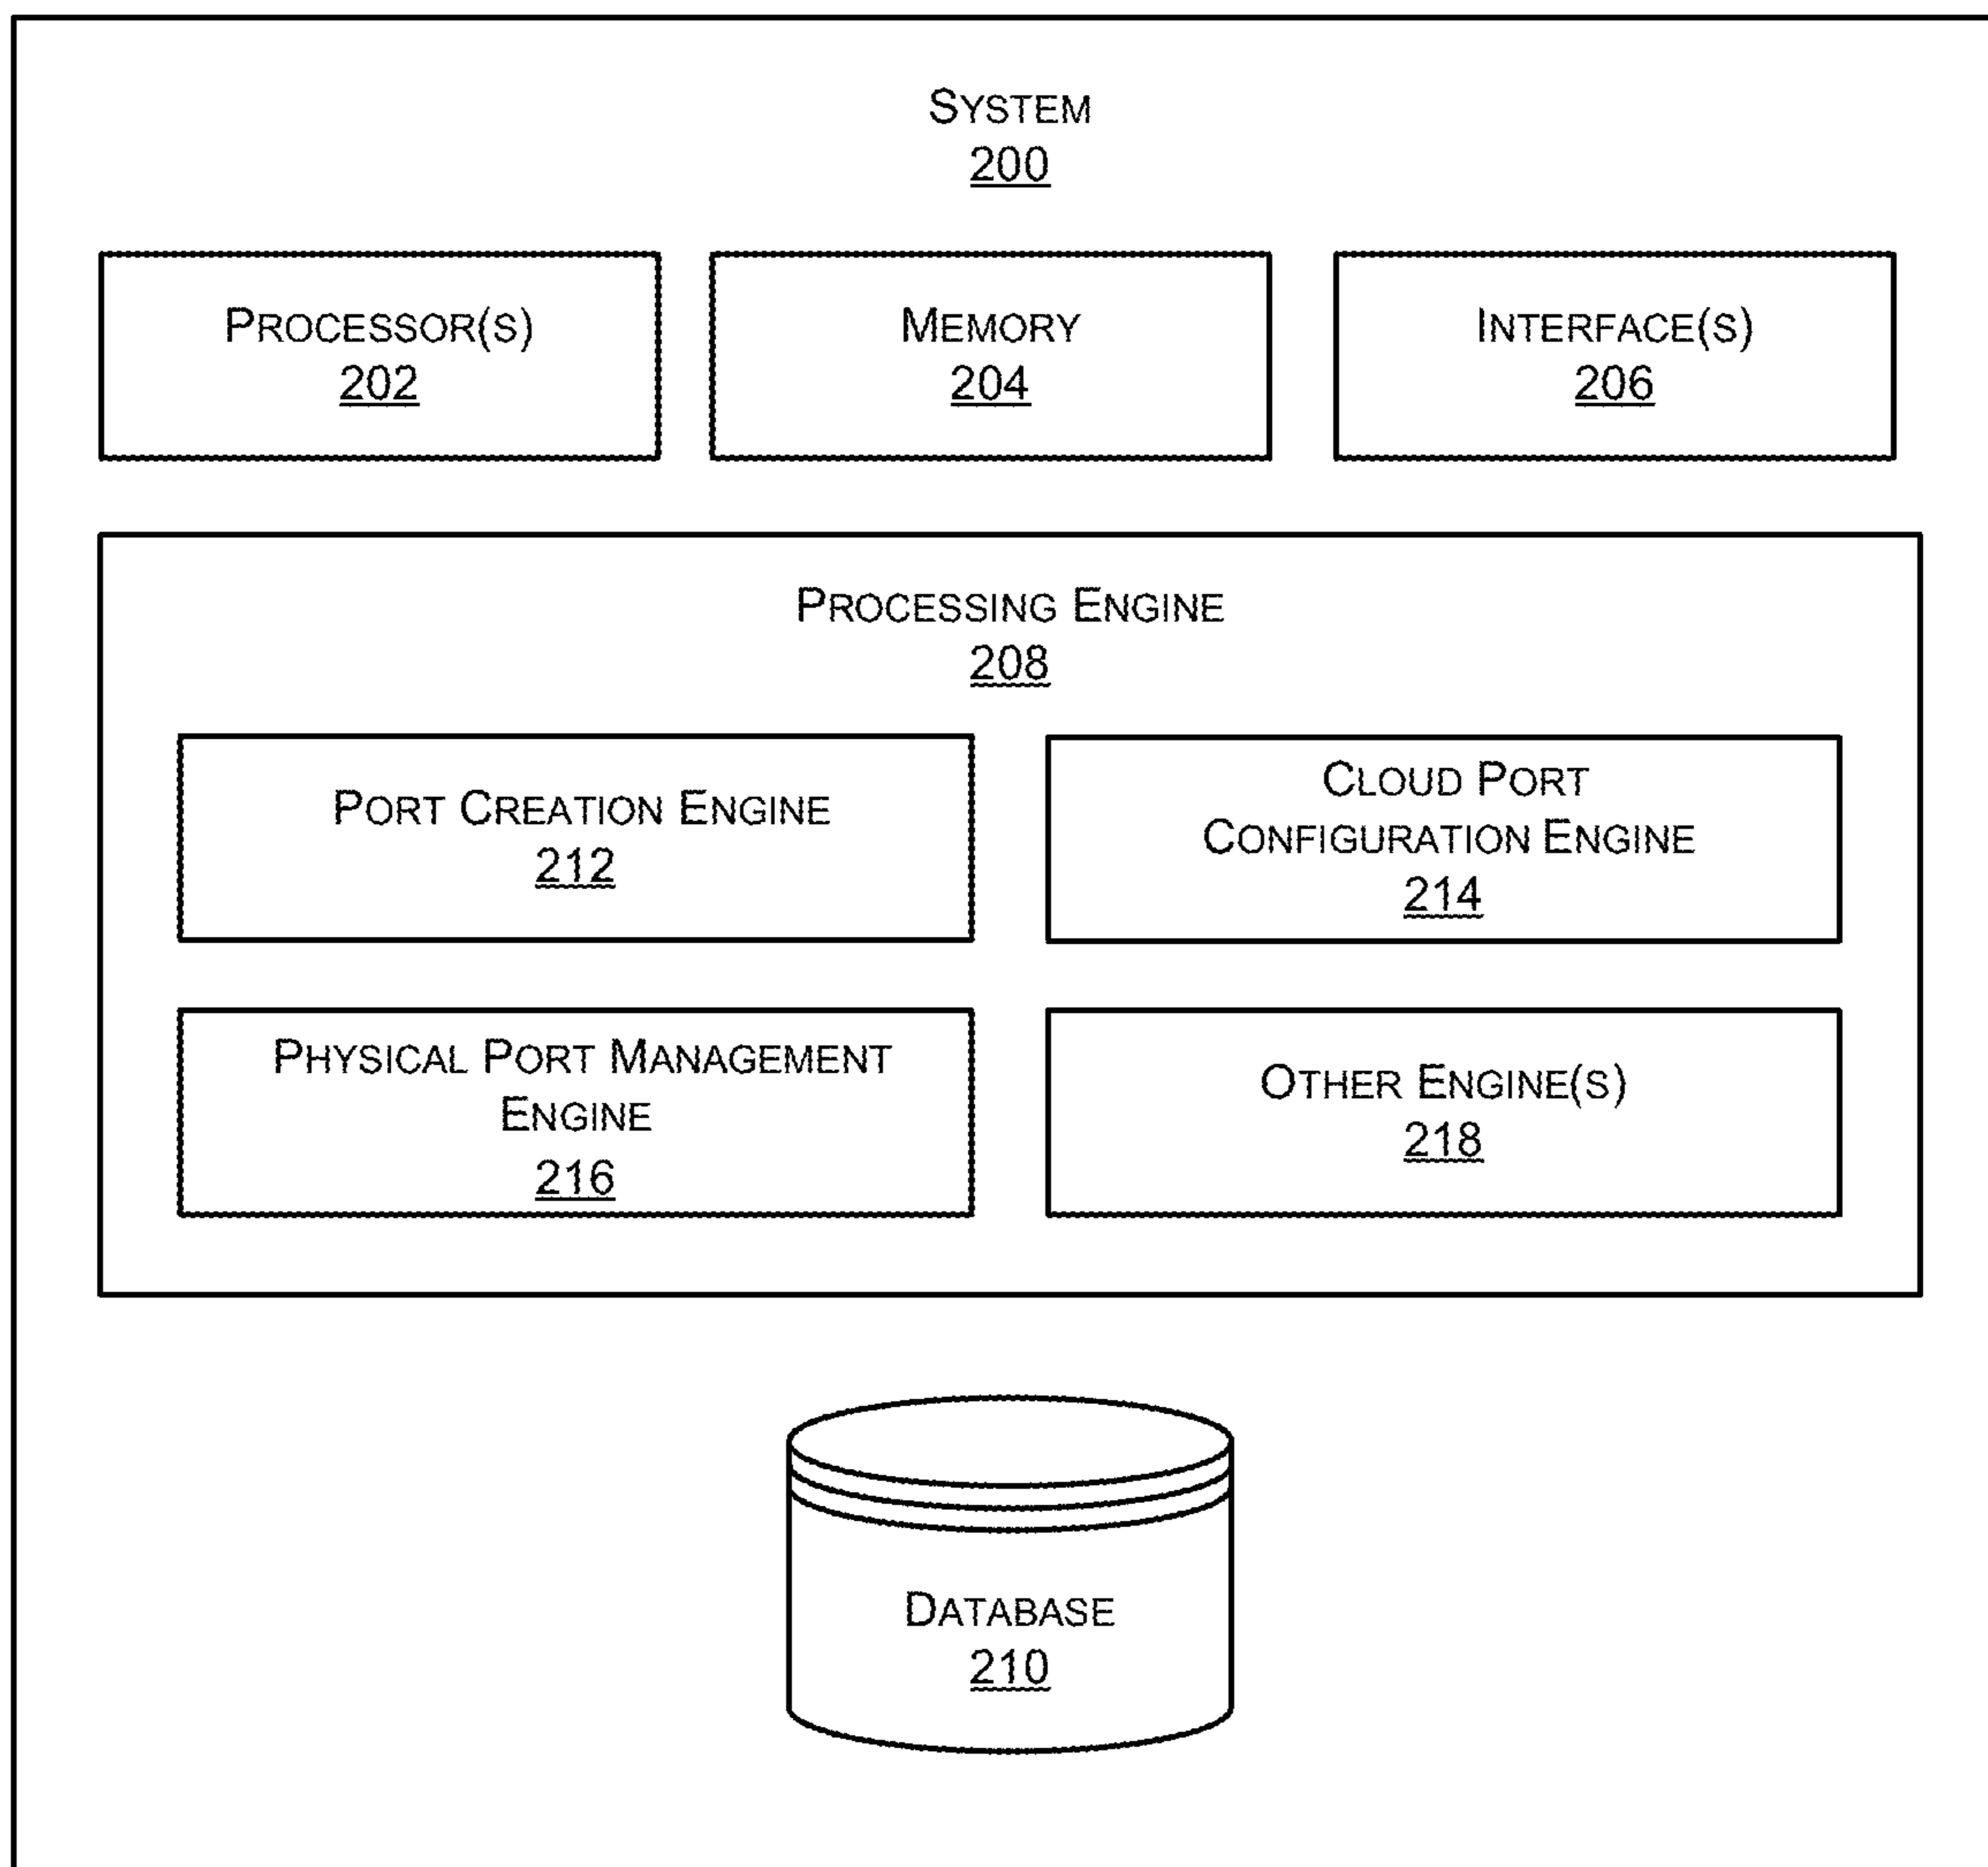 SYSTEM
200
PROCESSOR(S)
202
MEMORY
204
INTERFACE(S)
206
PROCESSING ENGINE
208
PORT CREATION ENGINE
212
CLOUD PORT
CONFIGURATION ENGINE
214
PHYSICAL PORT MANAGEMENT
ENGINE
216
OTHER ENGINE(S)
218
DATABASE
210